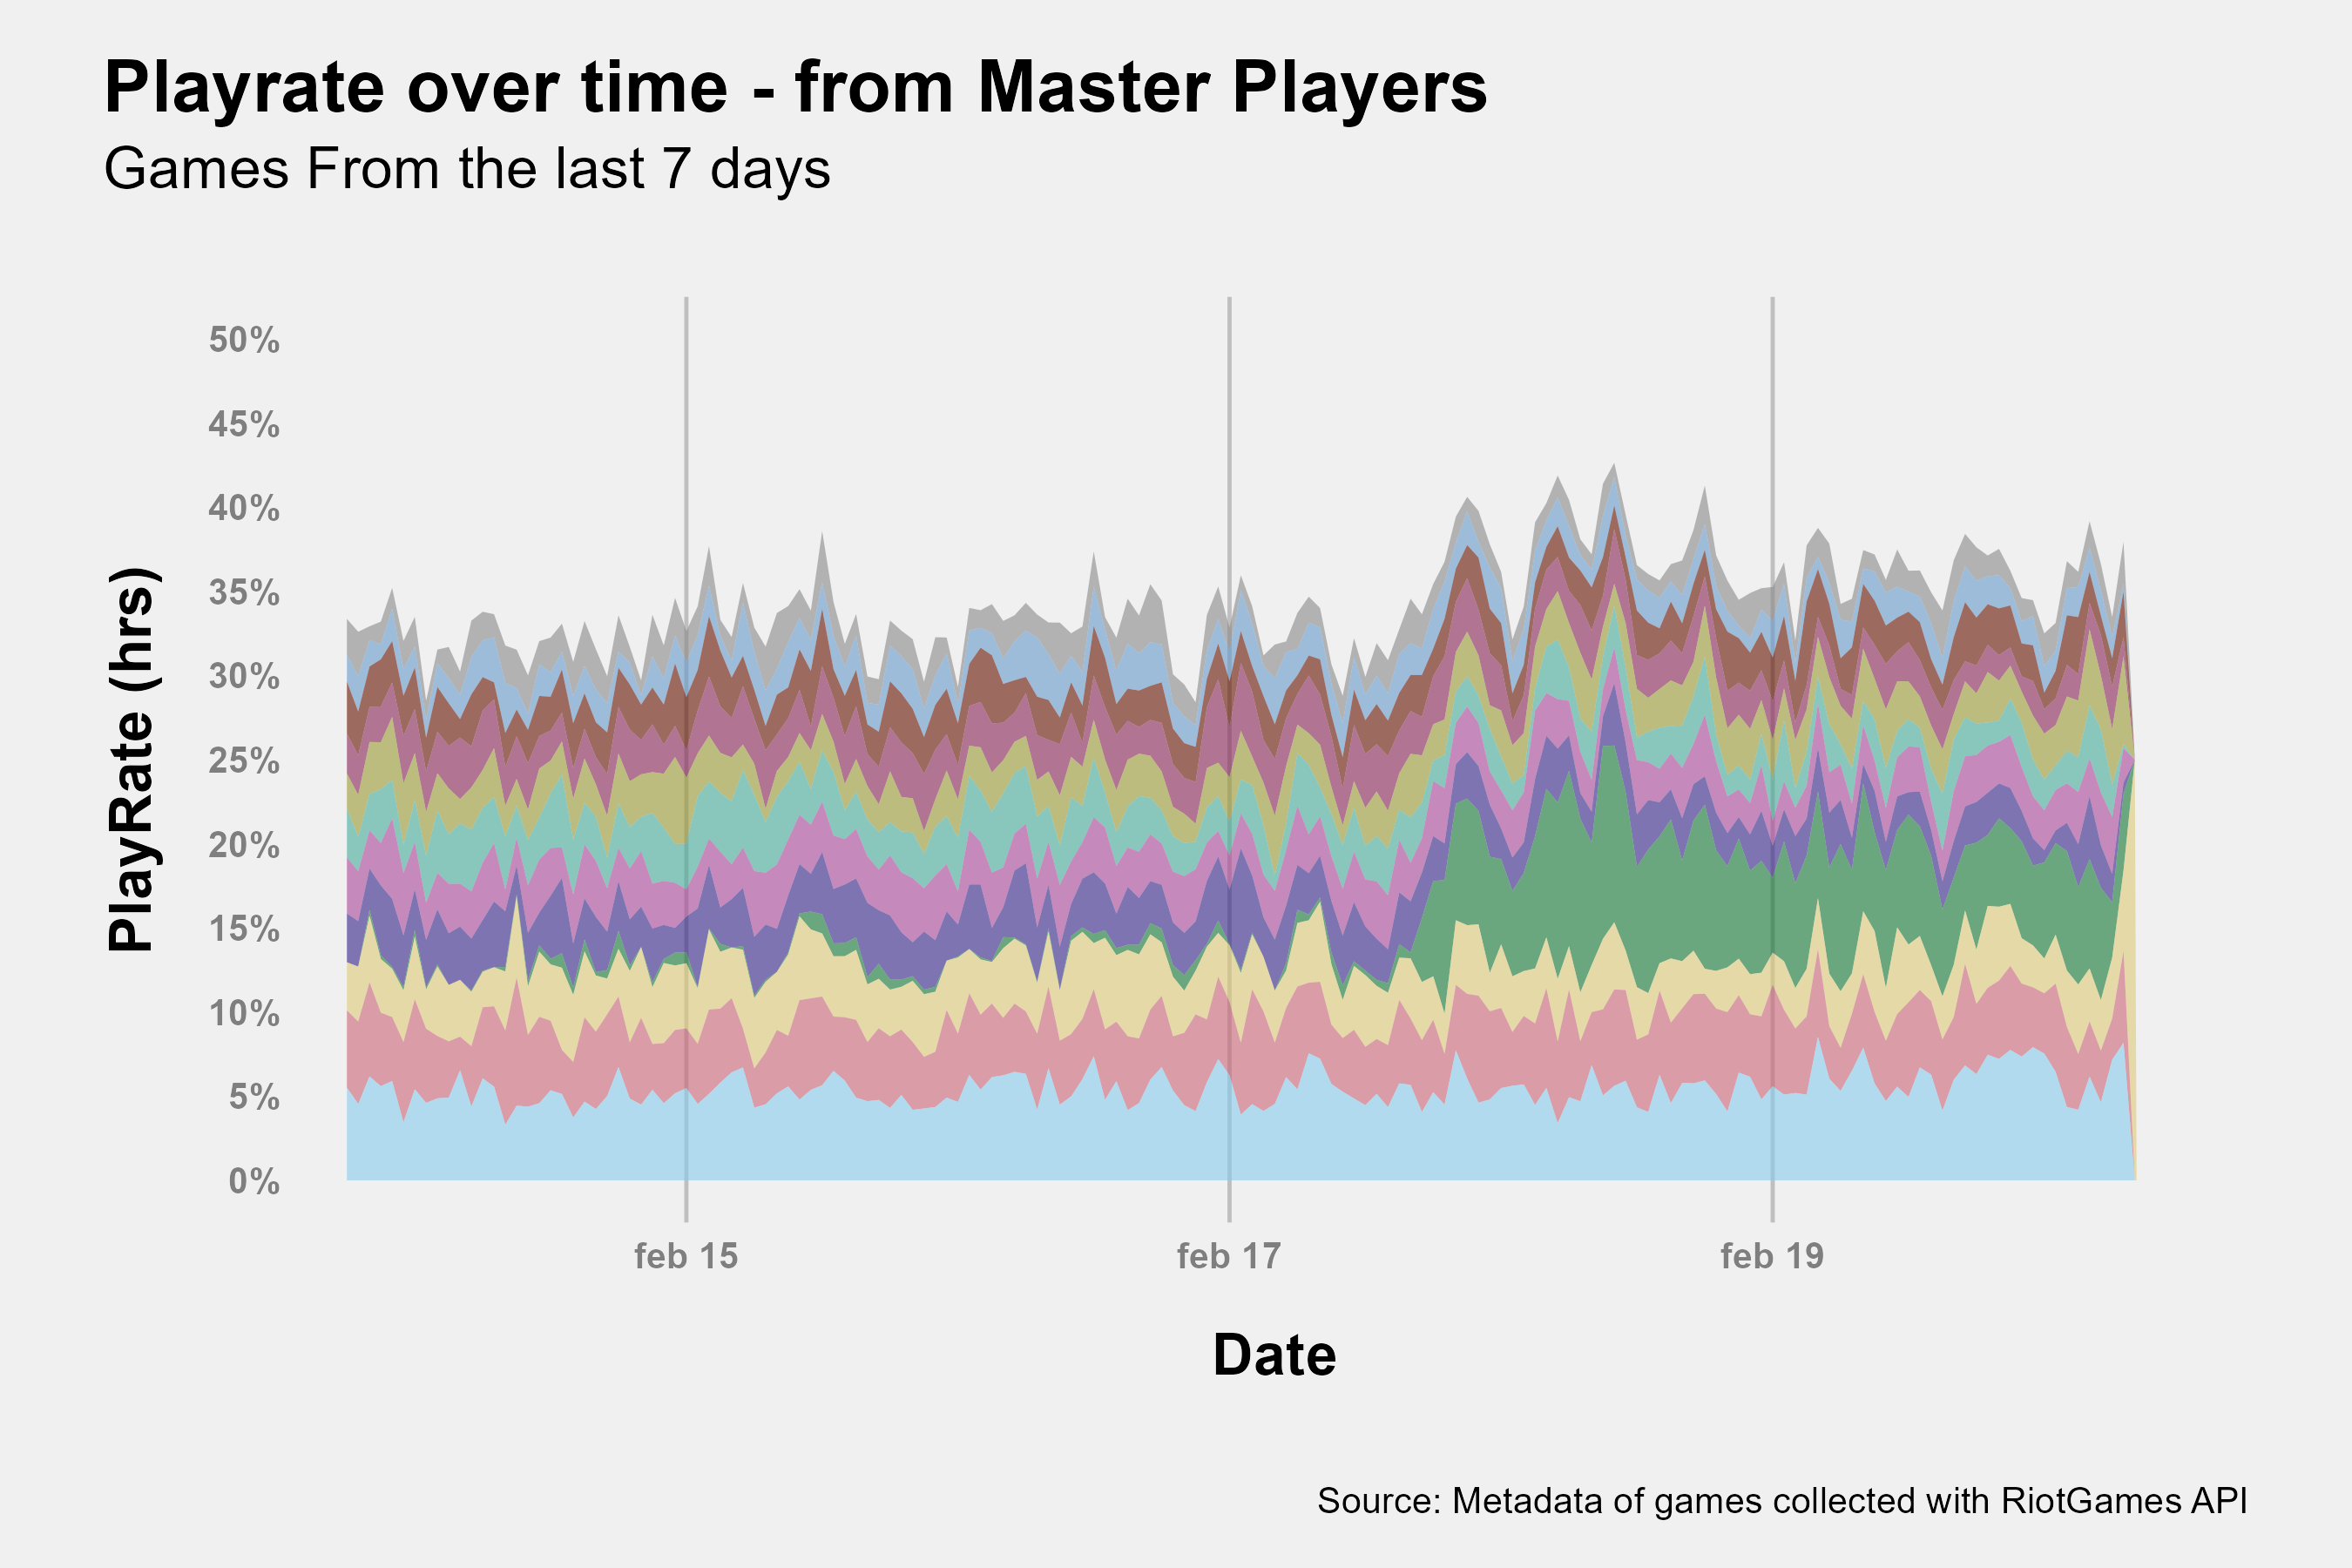 Playrate over time - from Master Players
Games From the last 7 days
50%
45%
40%
35%
30%
25%
20%
15%
10%
5%
0%
PlayRate (hrs)
feb 15
feb 17
feb 19
Date
Source: Metadata of games collected with RiotGames API